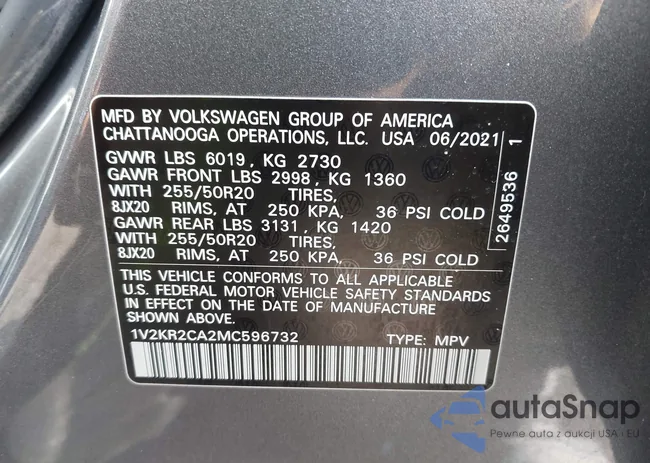 MFD BY VOLKSWAGEN GROUP OF AMERICA
CHATTANOOGA OPERATIONS, LLC. USA 06/2021
GVWR LBS 6019, KG 2730
GAWR FRONT LBS 2998, KG 1360
WITH 255/50R20 TIRES,
8JX20 RIMS, AT 250 KPA, 36 PSI COLD
GAWR REAR LBS 3131, KG 1420
WITH 255/50R20 TIRES,
8JX20 RIMS, AT 250 KPA, 36 PSI COLD
THIS VEHICLE CONFORMS TO ALL APPLICABLE
U.S. FEDERAL MOTOR VEHICLE SAFETY STANDARDS
IN EFFECT ON THE DATE OF MANUFACTURE
SHOWN ABOVE.
1V2KR2CA2MC596732 TYPE: MPV
2649536 1
autaSnap
Pewne auta z aukcji USA i EU